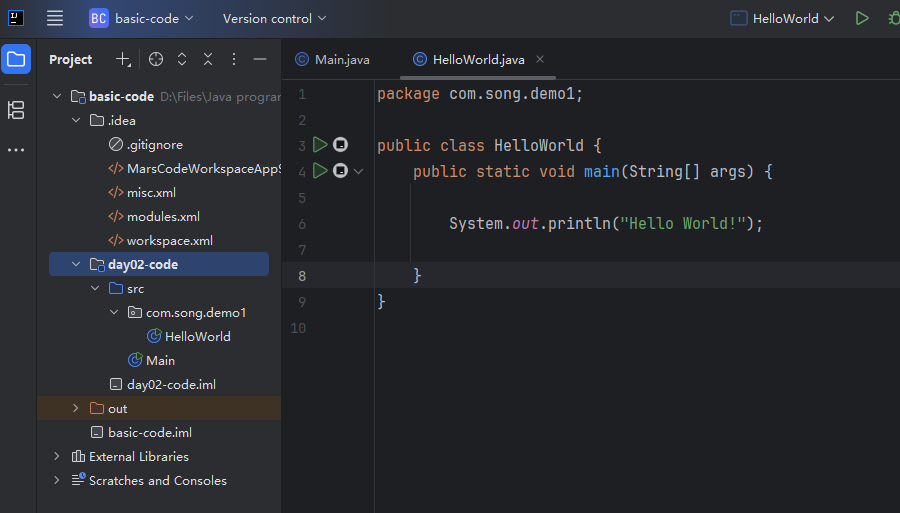 BC basic-code Version control HelloWorld
Project
Main.java HelloWorld.java
basic-code D:\Files\Java program
.idea
.gitignore
MarsCodeWorkspaceAppS
misc.xml
modules.xml
workspace.xml
day02-code
src
com.song.demo1
HelloWorld
Main
day02-code.iml
out
basic-code.iml
External Libraries
Scratches and Consoles
1 package com.song.demo1;
2
3 public class HelloWorld {
4 public static void main(String[] args) {
5
6 System.out.println("Hello World!");
7
8 }
9 }
10